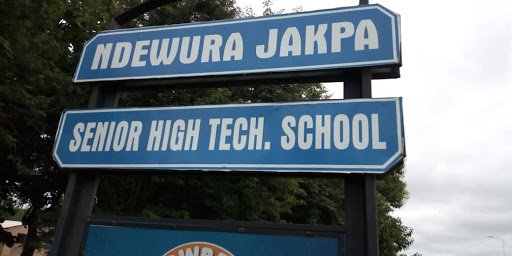 NDEWURA JAKPA
SENIOR HIGH TECH. SCHOOL